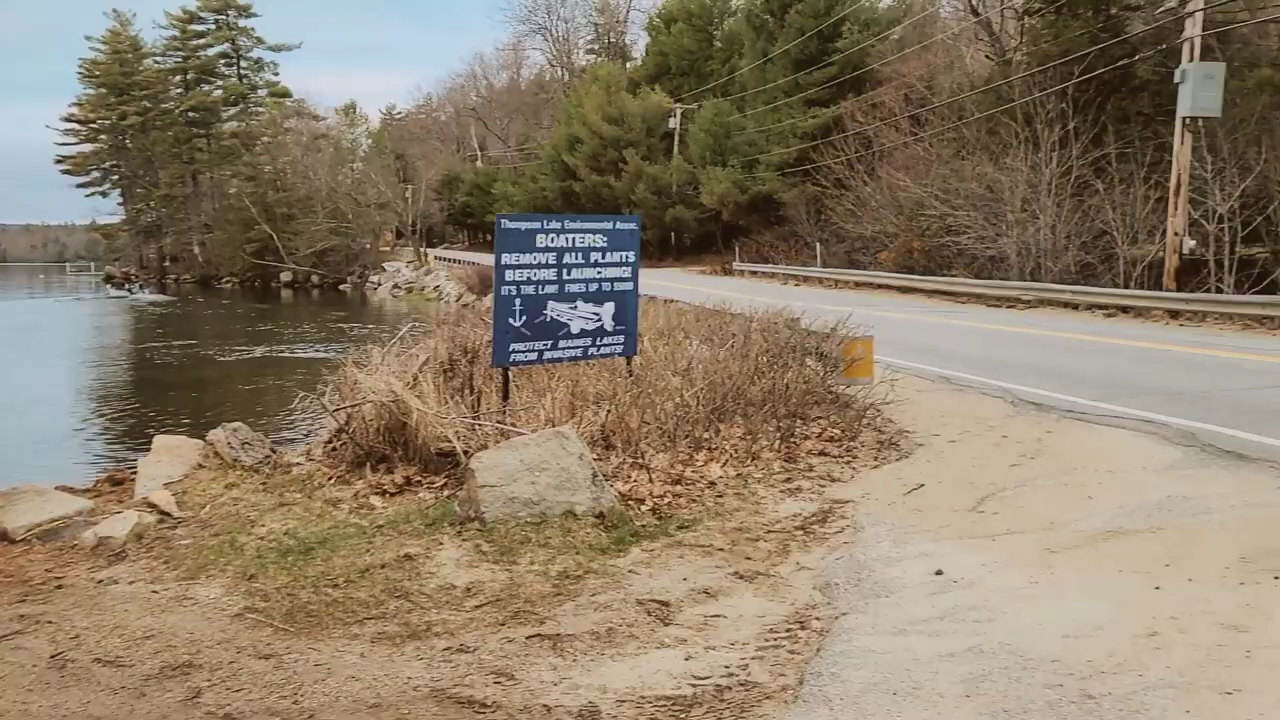 Thompson Lake Environmental Assoc.
BOATERS:
REMOVE ALL PLANTS
BEFORE LAUNCHING!
IT'S THE LAW! FINES UP TO $5000
PROTECT MAINES LAKES
FROM INVASIVE PLANTS!